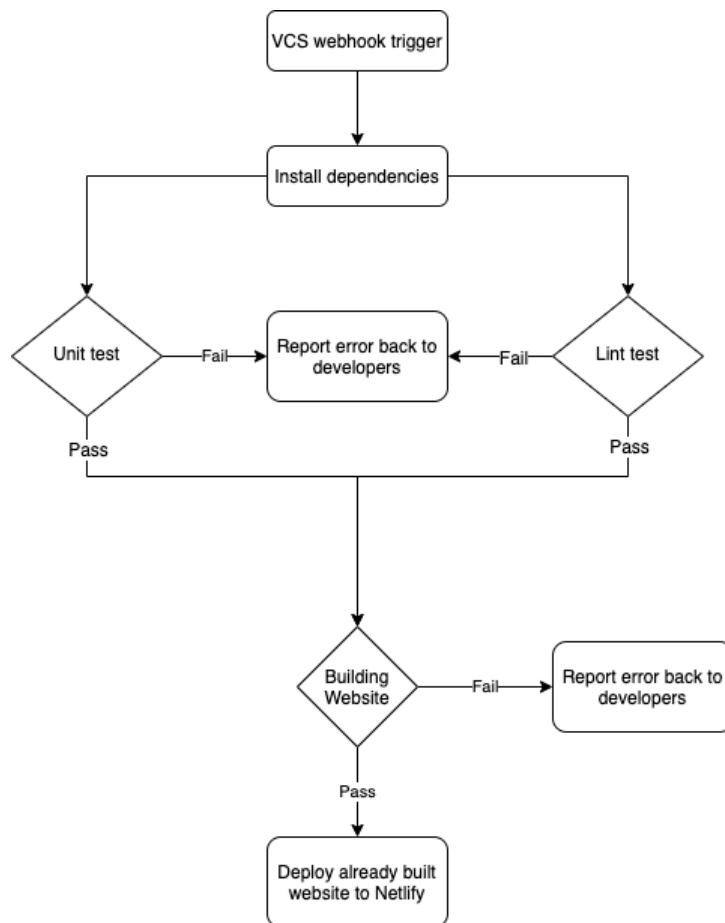 VCS webhook trigger
Install dependencies
Unit test
Fail
Report error back to
developers
Fail
Lint test
Pass
Pass
Building
Website
Fail
Report error back to
developers
Pass
Deploy already built
website to Netlify